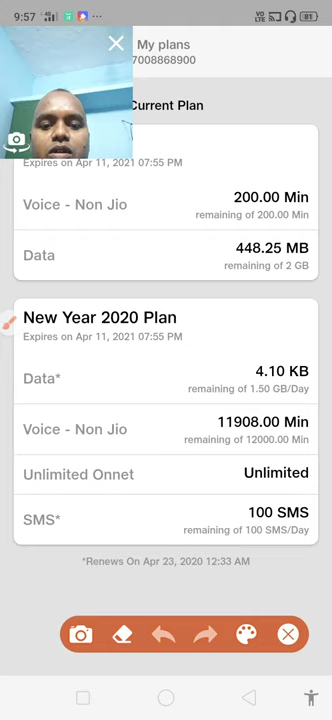 9:57
4G
VO
LTE
81
My plans
7008868900
Current Plan
Expires on Apr 11, 2021 07:55 PM
Voice - Non Jio
200.00 Min
remaining of 200.00 Min
Data
448.25 MB
remaining of 2 GB
New Year 2020 Plan
Expires on Apr 11, 2021 07:55 PM
Data*
4.10 KB
remaining of 1.50 GB/Day
Voice - Non Jio
11908.00 Min
remaining of 12000.00 Min
Unlimited Onnet
Unlimited
SMS*
100 SMS
remaining of 100 SMS/Day
*Renews On Apr 23, 2020 12:33 AM